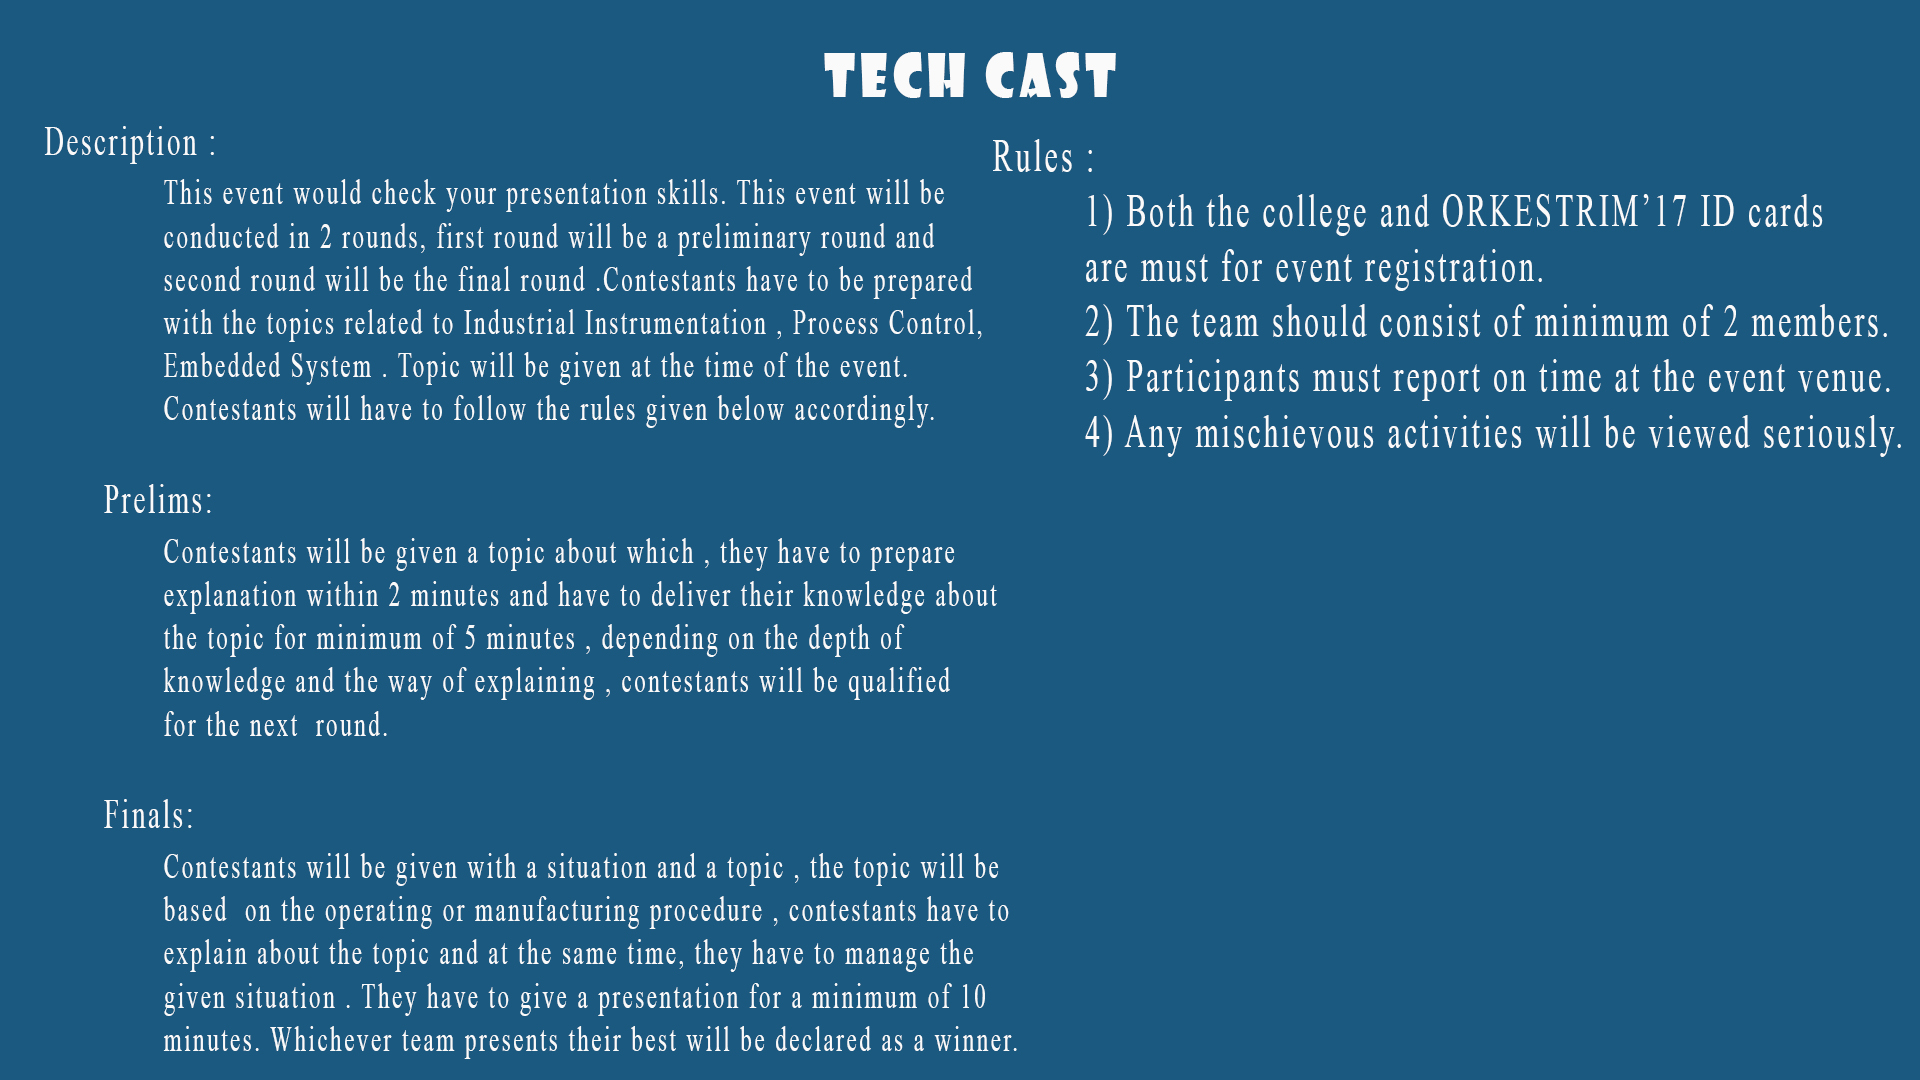 TECH CAST
Description :
This event would check your presentation skills. This event will be
conducted in 2 rounds, first round will be a preliminary round and
second round will be the final round .Contestants have to be prepared
with the topics related to Industrial Instrumentation , Process Control,
Embedded System . Topic will be given at the time of the event.
Contestants will have to follow the rules given below accordingly.
Prelims:
Contestants will be given a topic about which , they have to prepare
explanation within 2 minutes and have to deliver their knowledge about
the topic for minimum of 5 minutes , depending on the depth of
knowledge and the way of explaining , contestants will be qualified
for the next  round.
Finals:
Contestants will be given with a situation and a topic , the topic will be
based  on the operating or manufacturing procedure , contestants have to
explain about the topic and at the same time, they have to manage the
given situation . They have to give a presentation for a minimum of 10
minutes. Whichever team presents their best will be declared as a winner.
Rules :
1) Both the college and ORKESTRIM’17 ID cards
are must for event registration.
2) The team should consist of minimum of 2 members.
3) Participants must report on time at the event venue.
4) Any mischievous activities will be viewed seriously.